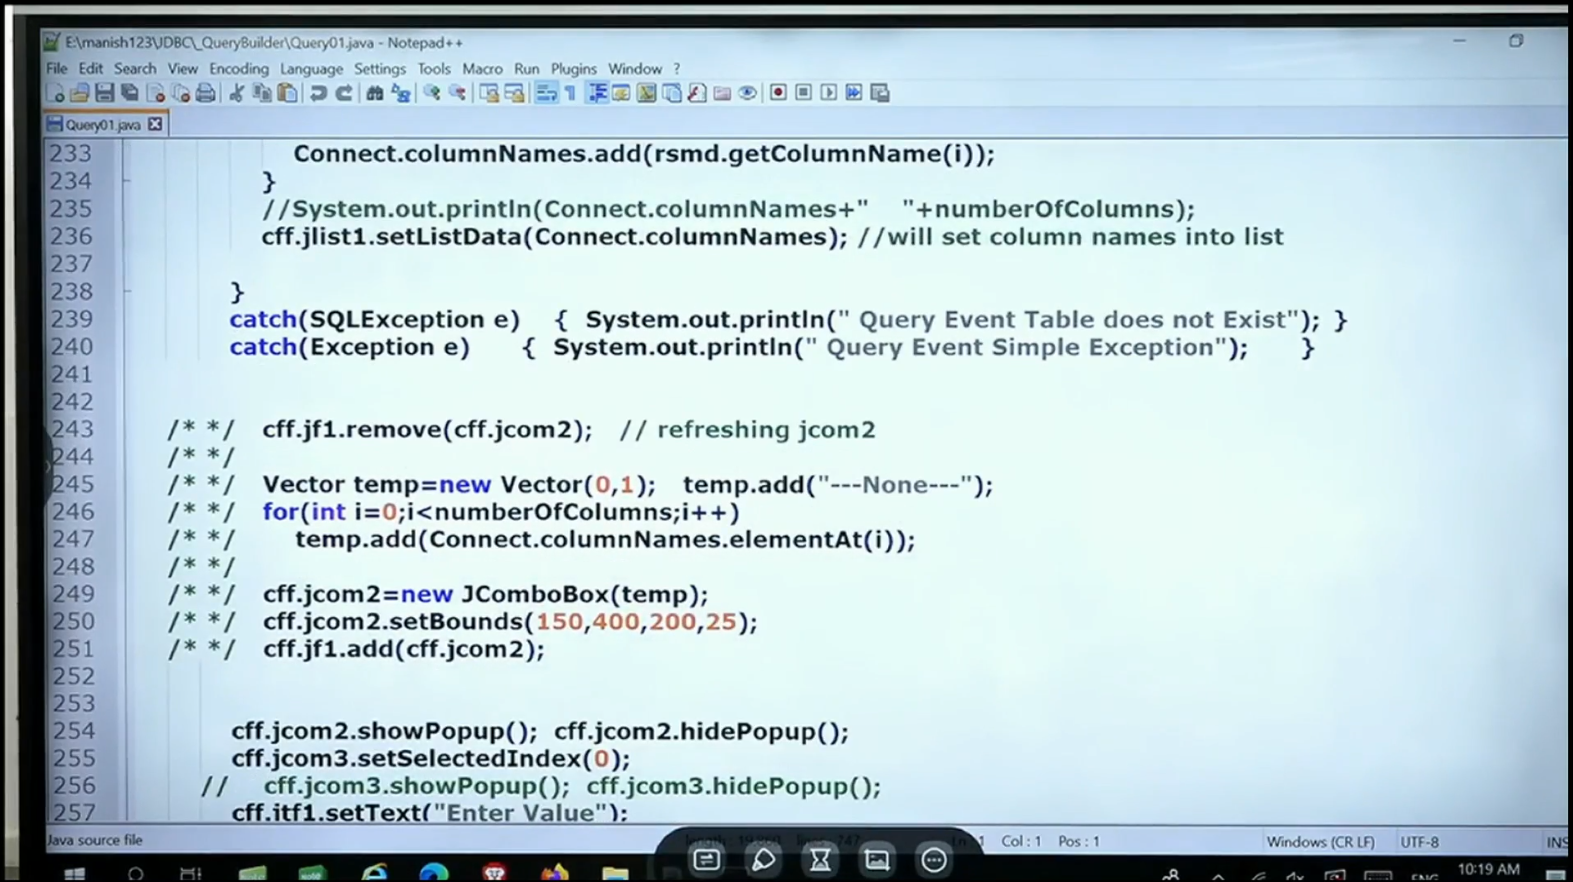 E:\manish123\JDBC\_QueryBuilder\Query01.java - Notepad++
File Edit Search View Encoding Language Settings Tools Macro Run Plugins Window ?
Query01.java
233 Connect.columnNames.add(rsmd.getColumnName(i));
234 }
235 //System.out.println(Connect.columnNames+"   "+numberOfColumns);
236 cff.jlist1.setListData(Connect.columnNames); //will set column names into list
237
238 }
239 catch(SQLException e)   { System.out.println(" Query Event Table does not Exist"); }
240 catch(Exception e)     { System.out.println(" Query Event Simple Exception");     }
241
242
243 /* */ cff.jf1.remove(cff.jcom2);   // refreshing jcom2
244 /* */
245 /* */ Vector temp=new Vector(0,1);   temp.add("---None---");
246 /* */ for(int i=0;i<numberOfColumns;i++)
247 /* */ temp.add(Connect.columnNames.elementAt(i));
248 /* */
249 /* */ cff.jcom2=new JComboBox(temp);
250 /* */ cff.jcom2.setBounds(150,400,200,25);
251 /* */ cff.jf1.add(cff.jcom2);
252
253
254 cff.jcom2.showPopup();  cff.jcom2.hidePopup();
255 cff.jcom3.setSelectedIndex(0);
256 //   cff.jcom3.showPopup();  cff.jcom3.hidePopup();
257 cff.jtf1.setText("Enter Value");
Java source file Col : 1 Pos : 1 Windows (CR LF) UTF-8 INS
ENG 10:19 AM